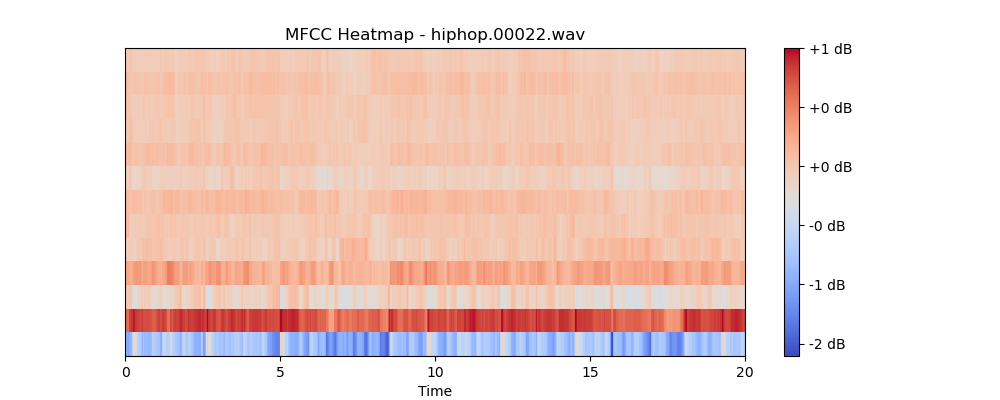 MFCC Heatmap - hiphop.00022.wav
+1 dB
+0 dB
+0 dB
-0 dB
-1 dB
-2 dB
0 5 10 15 20
Time